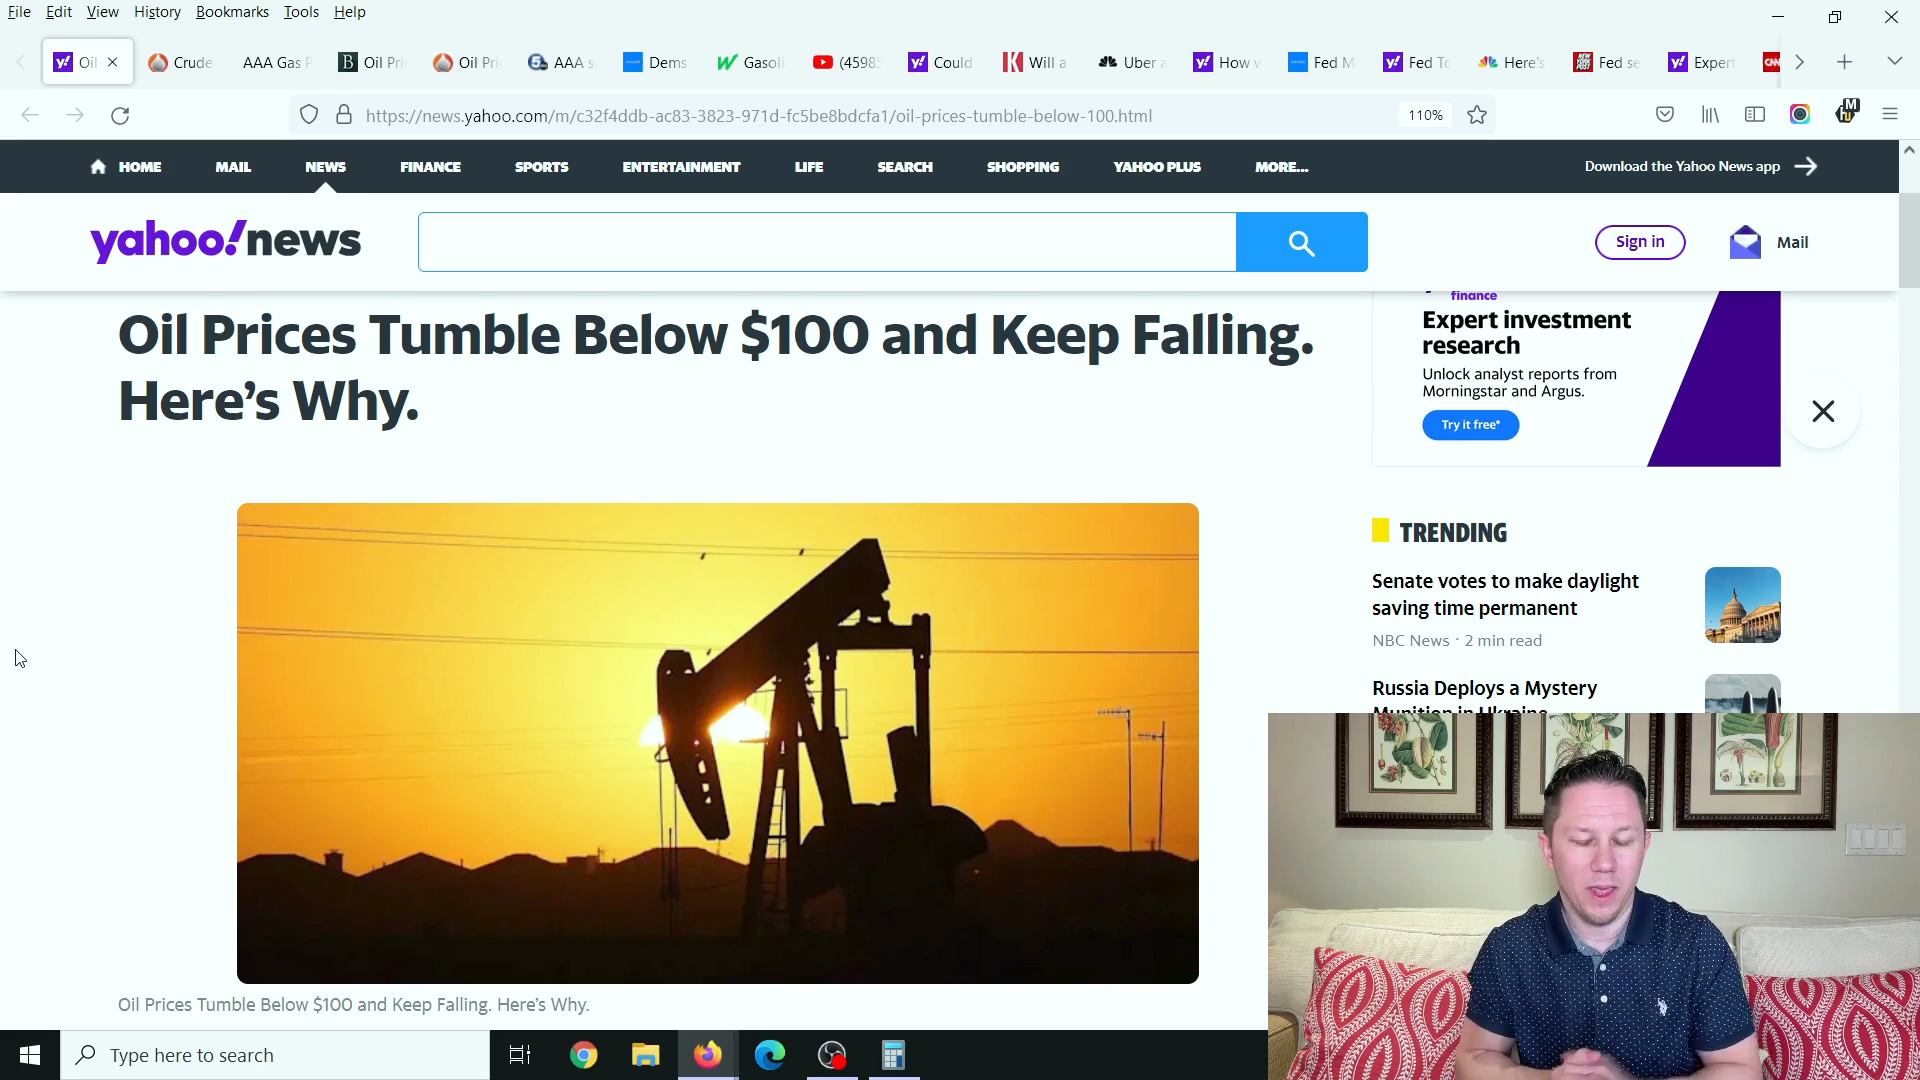 File Edit View History Bookmarks Tools Help
Oil Crude AAA Gas P Oil Pri Oil Pri AAA s Dems Gasoli (4598 Could Will a Uber a How w Fed M Fed To Here's Fed se Expert CNN
https://news.yahoo.com/m/c32f4ddb-ac83-3823-971d-fc5be8bdcfa1/oil-prices-tumble-below-100.html 110%
HOME MAIL NEWS FINANCE SPORTS ENTERTAINMENT LIFE SEARCH SHOPPING YAHOO PLUS MORE... Download the Yahoo News app
yahoo!news Sign in Mail
Oil Prices Tumble Below $100 and Keep Falling.
Here's Why.
finance
Expert investment
research
Unlock analyst reports from
Morningstar and Argus.
Try it free*
TRENDING
Senate votes to make daylight
saving time permanent
NBC News · 2 min read
Russia Deploys a Mystery
Munition in Ukraine
Oil Prices Tumble Below $100 and Keep Falling. Here's Why.
Type here to search